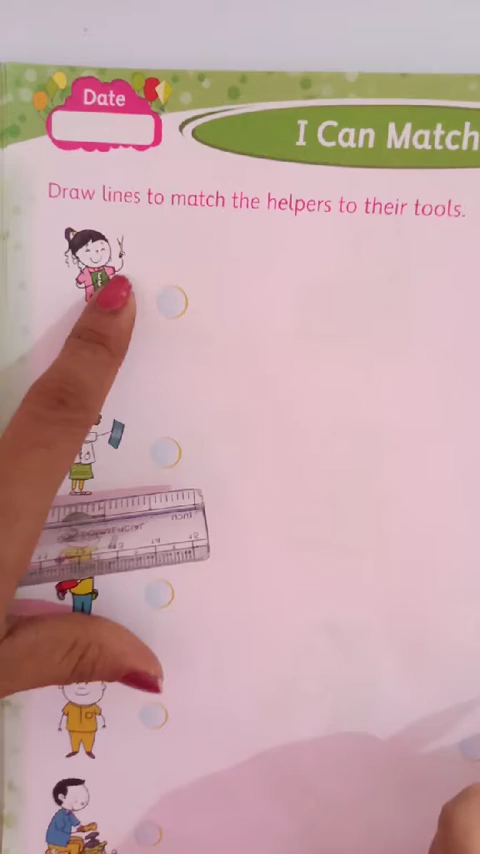 Date
I Can Match
Draw lines to match the helpers to their tools.